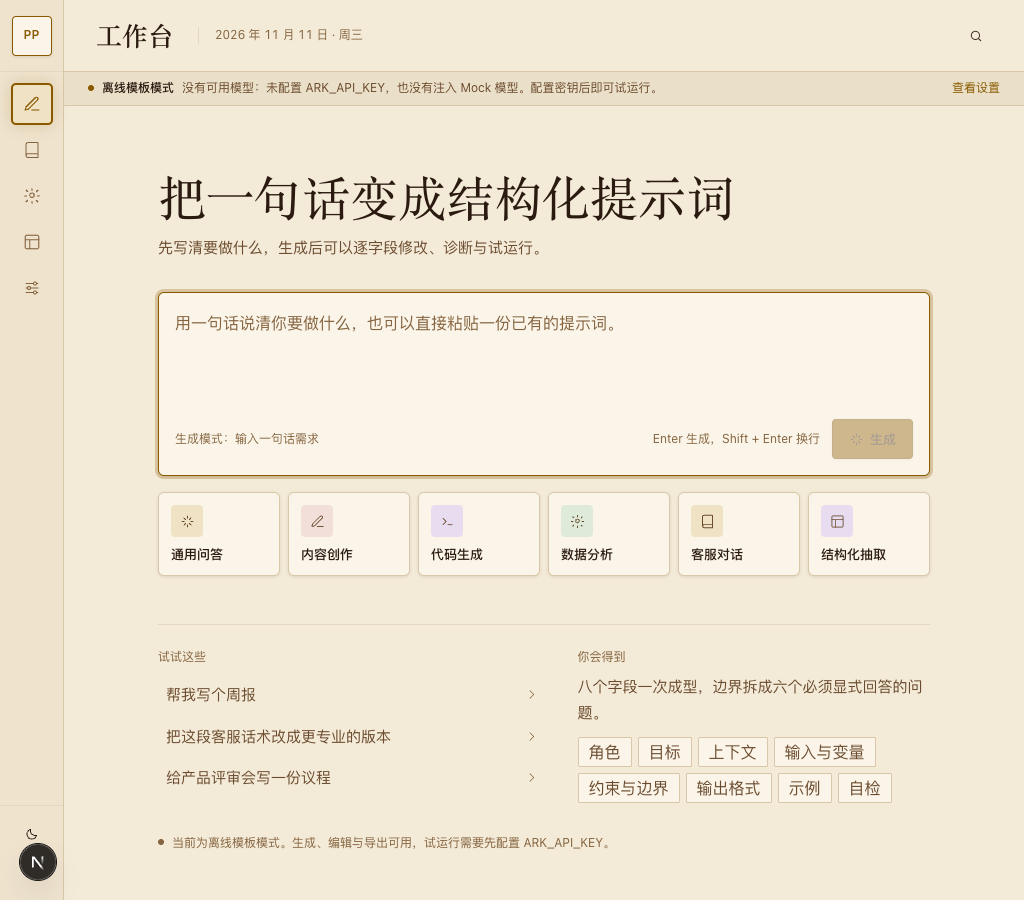 PP
工作台
2026 年 11 月 11 日 · 周三
离线模板模式 没有可用模型：未配置 ARK_API_KEY，也没有注入 Mock 模型。配置密钥后即可试运行。
查看设置
把一句话变成结构化提示词
先写清要做什么，生成后可以逐字段修改、诊断与试运行。
用一句话说清你要做什么，也可以直接粘贴一份已有的提示词。
生成模式：输入一句话需求
Enter 生成，Shift + Enter 换行
生成
通用问答
内容创作
代码生成
数据分析
客服对话
结构化抽取
试试这些
帮我写个周报
把这段客服话术改成更专业的版本
给产品评审会写一份议程
你会得到
八个字段一次成型，边界拆成六个必须显式回答的问
题。
角色 目标 上下文 输入与变量
约束与边界 输出格式 示例 自检
当前为离线模板模式。生成、编辑与导出可用，试运行需要先配置 ARK_API_KEY。
N